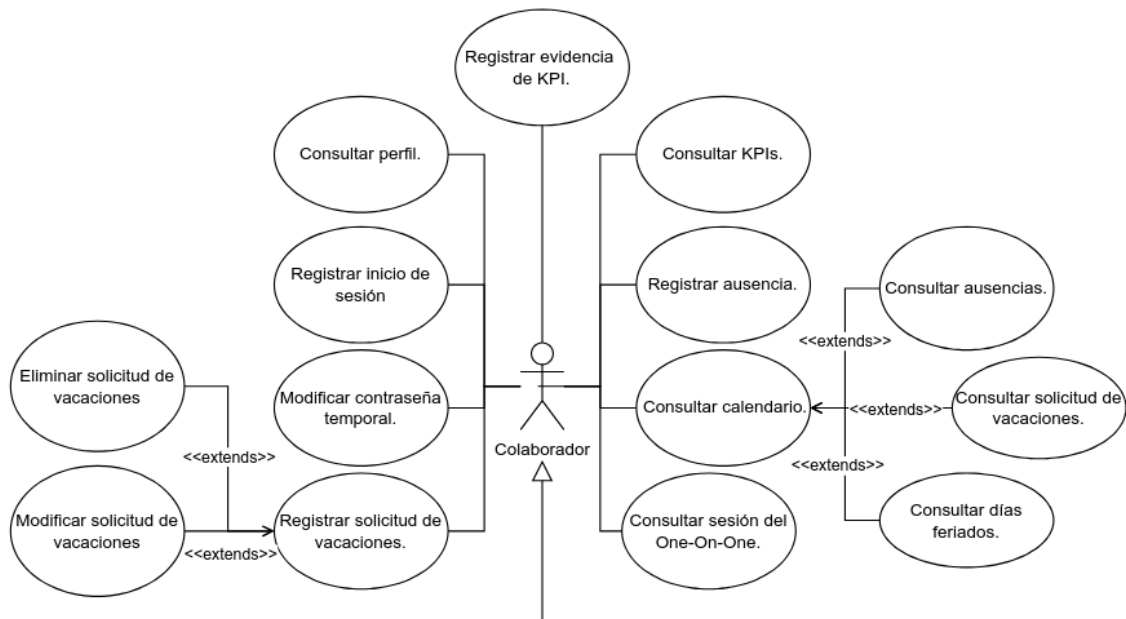 Registrar evidencia
de KPI.
Consultar perfil.
Consultar KPIs.
Registrar inicio de
sesión
Registrar ausencia.
Consultar ausencias.
<<extends>>
Eliminar solicitud de
vacaciones
Modificar contraseña
temporal.
Consultar calendario.
<<extends>>
Consultar solicitud de
vacaciones.
Colaborador
<<extends>>
<<extends>>
Modificar solicitud de
vacaciones
<<extends>>
Registrar solicitud de
vacaciones.
Consultar sesión del
One-On-One.
Consultar días
feriados.